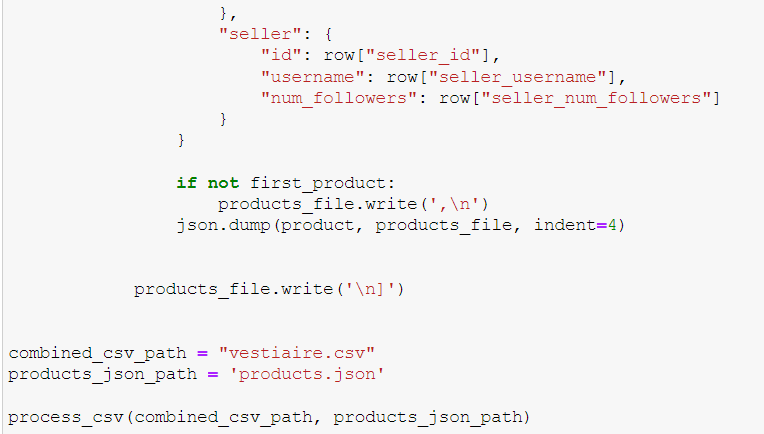 },
"seller": {
"id": row["seller_id"],
"username": row["seller_username"],
"num_followers": row["seller_num_followers"]
}
}
if not first_product:
products_file.write(',\n')
json.dump(product, products_file, indent=4)
products_file.write('\n]')
combined_csv_path = "vestiaire.csv"
products_json_path = 'products.json'
process_csv(combined_csv_path, products_json_path)